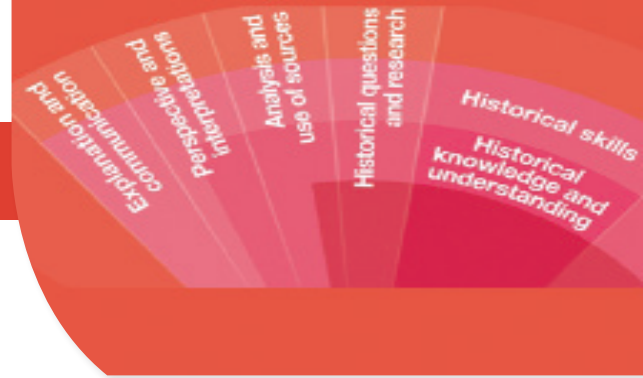 Explanation and
communication
Perspective and
interpretations
Analysis and
use of sources
Historical questions
and research
Historical skills
Historical
knowledge and
understanding